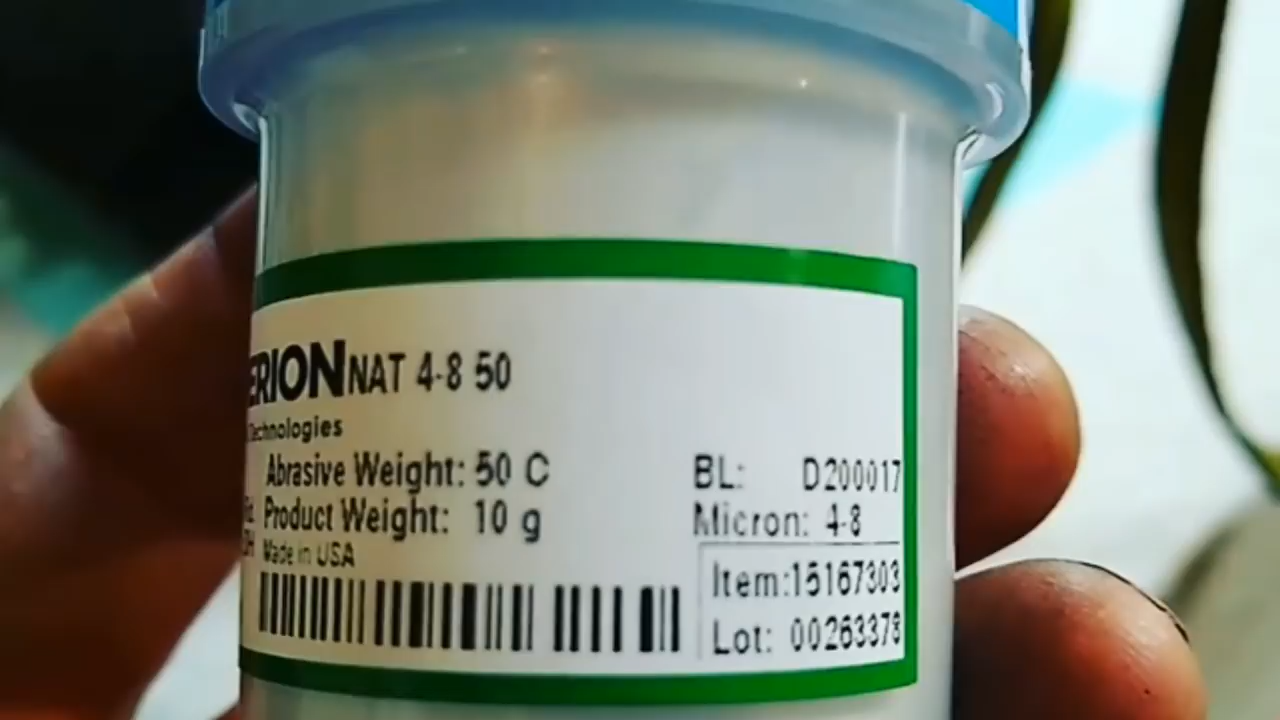 ERION NAT 4-8 50
Technologies
Abrasive Weight: 50 C
Product Weight: 10 g
Made in USA
BL: D200017
Micron: 4-8
Item:15167303
Lot: 00263378